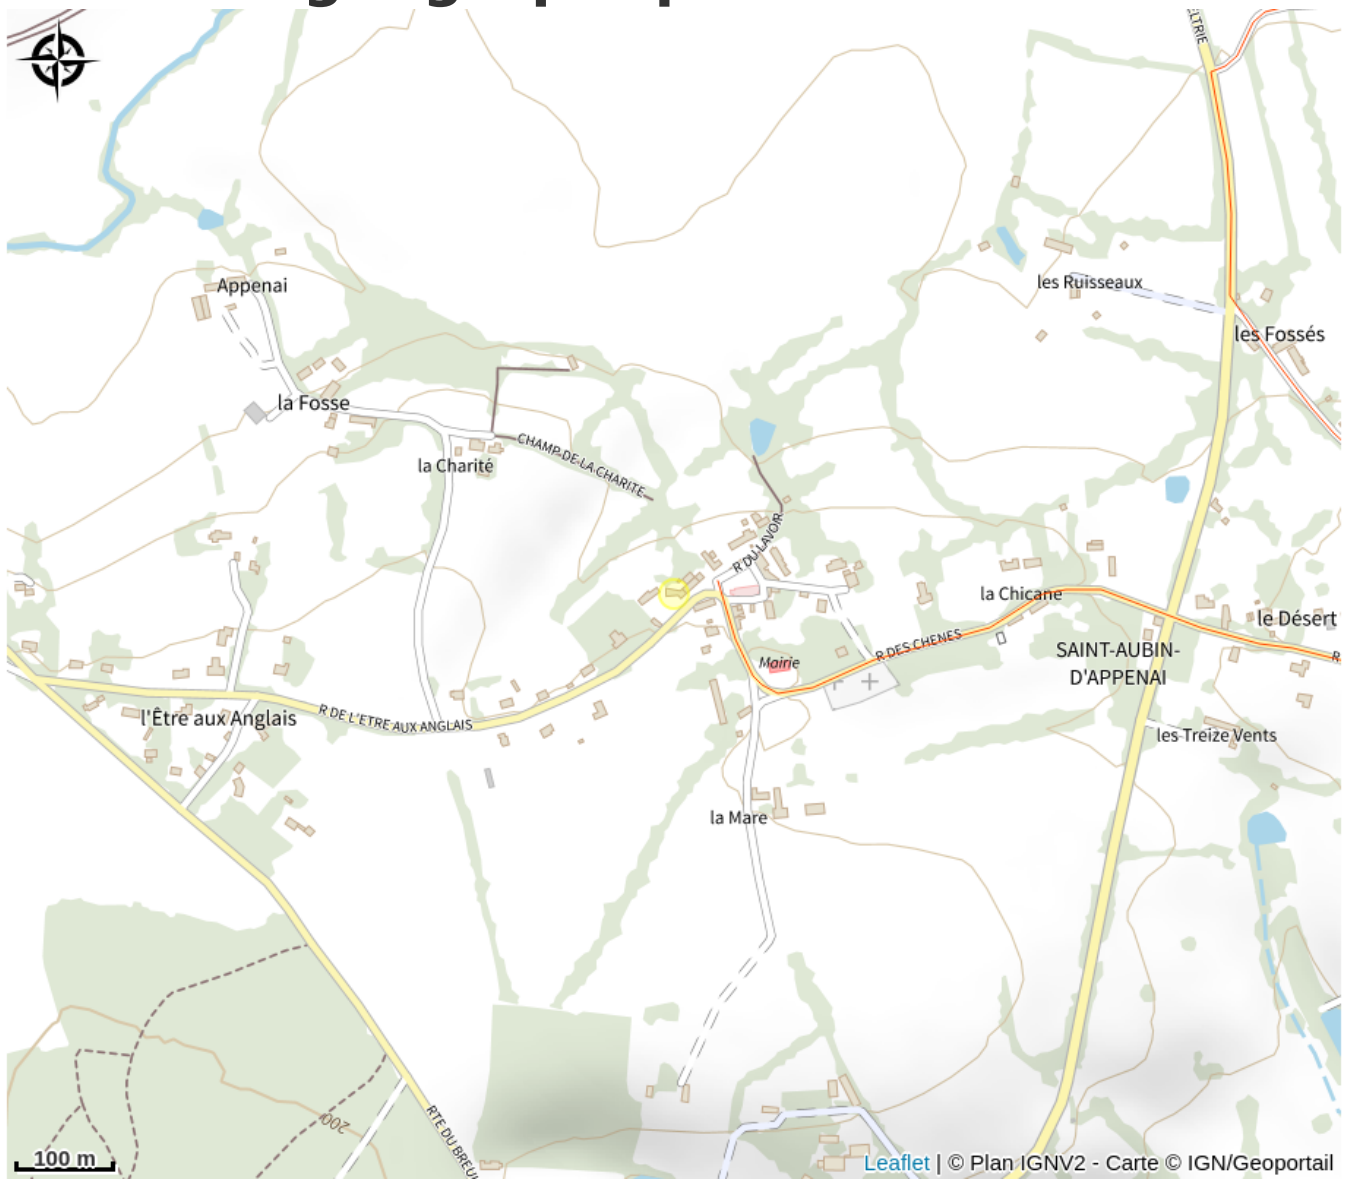 ELTRIE
Appenai
les Ruisseaux
les Fossés
la Fosse
CHAMP DE LA CHARITE
la Charité
R DU LAVOIR
la Chicane
le Désert
R DES CHENES
Mairie
SAINT-AUBIN-
D'APPENAI
R
l'Être aux Anglais
R DE L'ETRE AUX ANGLAIS
les Treize Vents
la Mare
200
RTE DU BREUI
100 m
Leaflet | © Plan IGNV2 - Carte © IGN/Geoportail